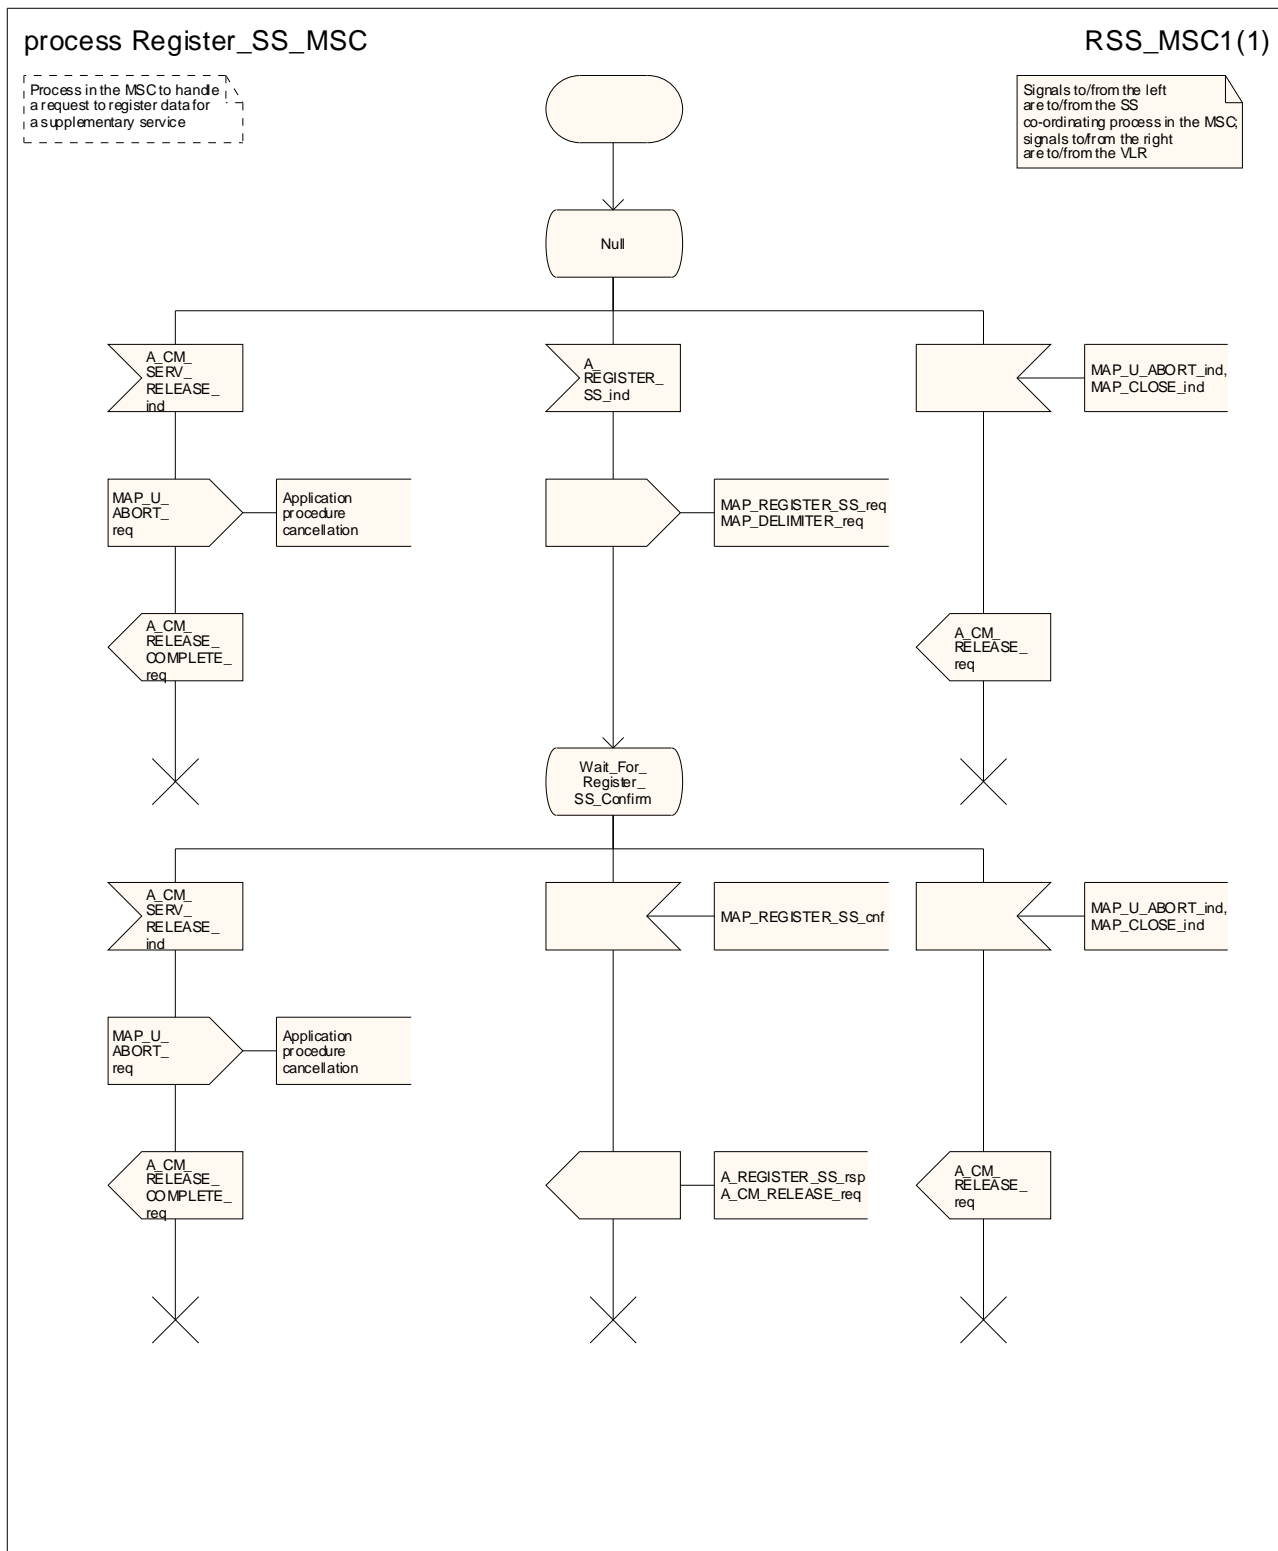 process Register_SS_MSC
RSS_MSC1(1)
Process in the MSC to handle
a request to register data for
a supplementary service
Signals to/from the left
are to/from the SS
co-ordinating process in the MSC;
signals to/from the right
are to/from the VLR
Null
A_CM_
SERV_
RELEASE_
ind
A_
REGISTER_
SS_ind
MAP_U_ABORT_ind,
MAP_CLOSE_ind
MAP_U_
ABORT_
req
Application
procedure
cancellation
MAP_REGISTER_SS_req
MAP_DELIMITER_req
A_CM_
RELEASE_
COMPLETE_
req
A_CM_
RELEASE_
req
Wait_For_
Register_
SS_Confirm
A_CM_
SERV_
RELEASE_
ind
MAP_REGISTER_SS_cnf
MAP_U_ABORT_ind,
MAP_CLOSE_ind
MAP_U_
ABORT_
req
Application
procedure
cancellation
A_CM_
RELEASE_
COMPLETE_
req
A_REGISTER_SS_rsp
A_CM_RELEASE_req
A_CM_
RELEASE_
req